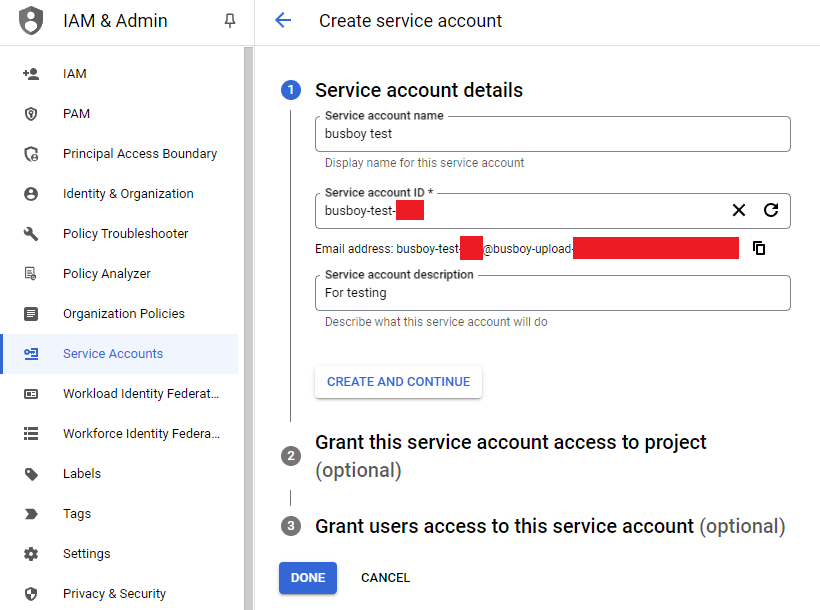 IAM & Admin
IAM
PAM
Principal Access Boundary
Identity & Organization
Policy Troubleshooter
Policy Analyzer
Organization Policies
Service Accounts
Workload Identity Federat...
Workforce Identity Federa...
Labels
Tags
Settings
Privacy & Security
Create service account
1 Service account details
Service account name
busboy test
Display name for this service account
Service account ID *
busboy-test-
Email address: busboy-test-@busboy-upload-
Service account description
For testing
Describe what this service account will do
CREATE AND CONTINUE
2 Grant this service account access to project
(optional)
3 Grant users access to this service account (optional)
DONE CANCEL